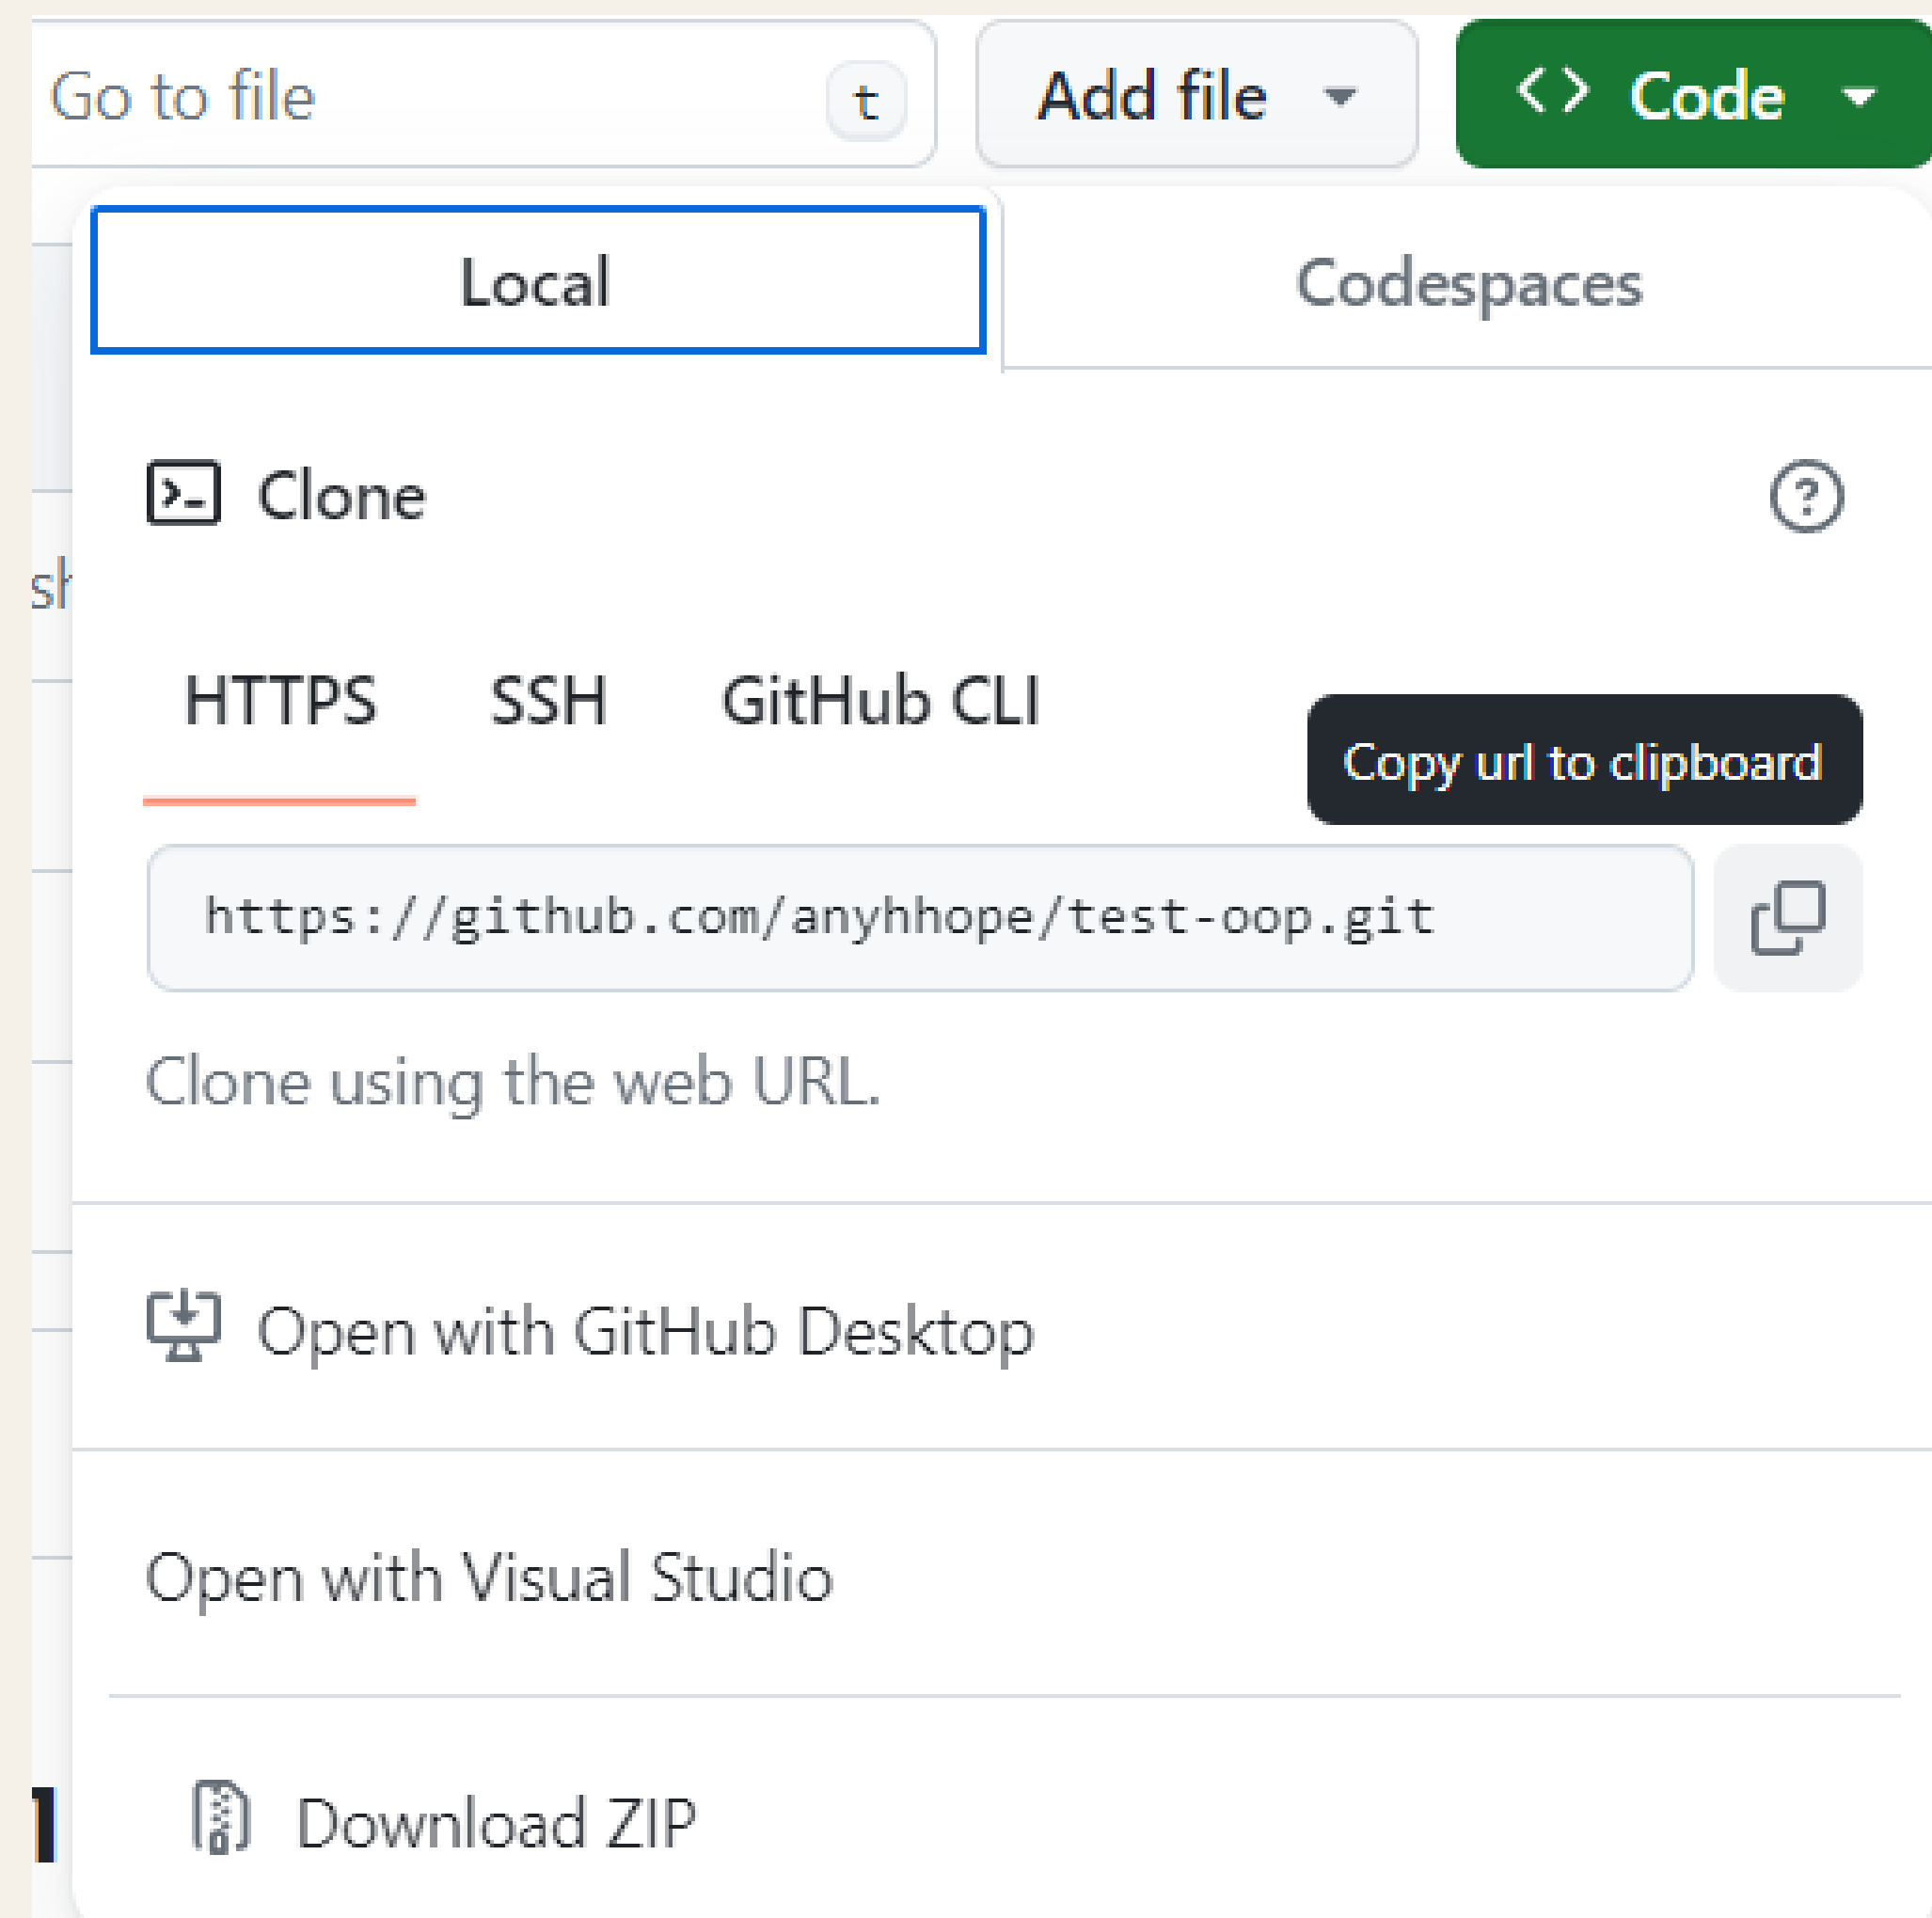 Go to file t Add file Code
Local Codespaces
Clone
sh
HTTPS SSH GitHub CLI
Copy url to clipboard
https://github.com/anyhhope/test-oop.git
Clone using the web URL.
Open with GitHub Desktop
Open with Visual Studio
Download ZIP